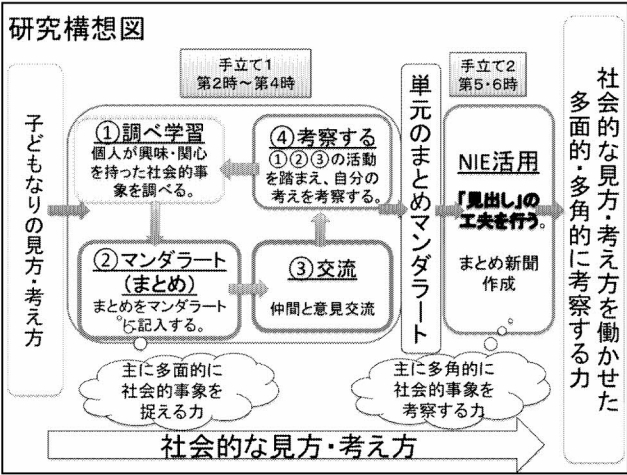 研究構想図
手立て1
第2時~第4時
手立て2
第5・6時
子どもなりの見方・考え方
①調べ学習
個人が興味・関心
を持った社会的事
象を調べる。
②マンダラート
(まとめ)
まとめをマンダラート
に記入する。
③交流
仲間と意見交流
④考察する
①②③の活動
を踏まえ、自分の
考えを考察する。
単元のまとめマンダラート
NIE活用
「見出し」の
工夫を行う。
まとめ新聞
作成
社会的な見方・考え方を働かせた
多面的・多角的に考察する力
主に多面的に
社会的事象を
捉える力
主に多角的に
社会的事象を
考察する力
社会的な見方・考え方